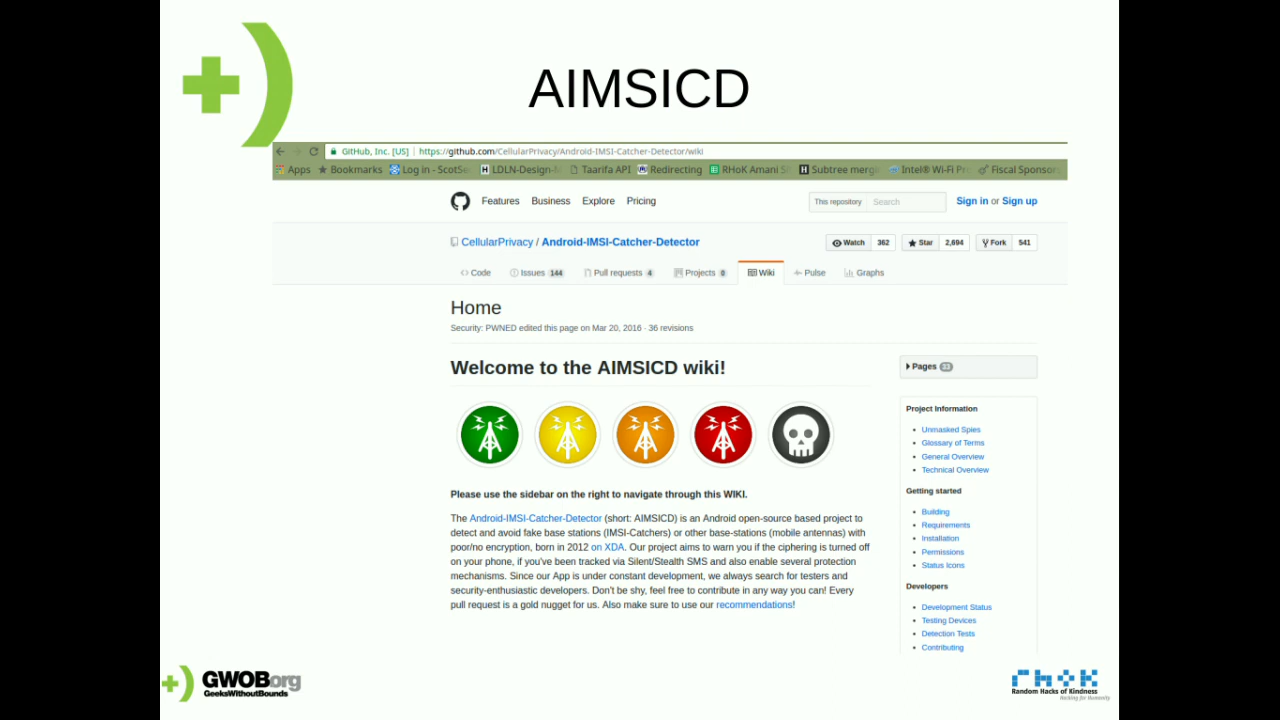 AIMSICD
GitHub, Inc. [US] https://github.com/CellularPrivacy/Android-IMSI-Catcher-Detector/wiki
Apps Bookmarks Log in - ScotS LDLN-Design- Taarifa API Redirecting RHoK Amani S Subtree mergi Intel® Wi-Fi Pr Fiscal Sponsors
Features Business Explore Pricing This repository Search Sign in or Sign up
CellularPrivacy / Android-IMSI-Catcher-Detector Watch 362 Star 2,694 Fork 541
Code Issues 144 Pull requests 4 Projects 0 Wiki Pulse Graphs
Home
Security: PWNED edited this page on Mar 20, 2016 · 36 revisions
Welcome to the AIMSICD wiki!
Please use the sidebar on the right to navigate through this WIKI.
The Android-IMSI-Catcher-Detector (short: AIMSICD) is an Android open-source based project to
detect and avoid fake base stations (IMSI-Catchers) or other base-stations (mobile antennas) with
poor/no encryption, born in 2012 on XDA. Our project aims to warn you if the ciphering is turned off
on your phone, if you've been tracked via Silent/Stealth SMS and also enable several protection
mechanisms. Since our App is under constant development, we always search for testers and
security-enthusiastic developers. Don't be shy, feel free to contribute in any way you can! Every
pull request is a gold nugget for us. Also make sure to use our recommendations!
Pages 33
Project Information
Unmasked Spies
Glossary of Terms
General Overview
Technical Overview
Getting started
Building
Requirements
Installation
Permissions
Status Icons
Developers
Development Status
Testing Devices
Detection Tests
Contributing
GWOBorg
GeeksWithoutBounds
rhok
Random Hacks of Kindness
Hacking for Humanity